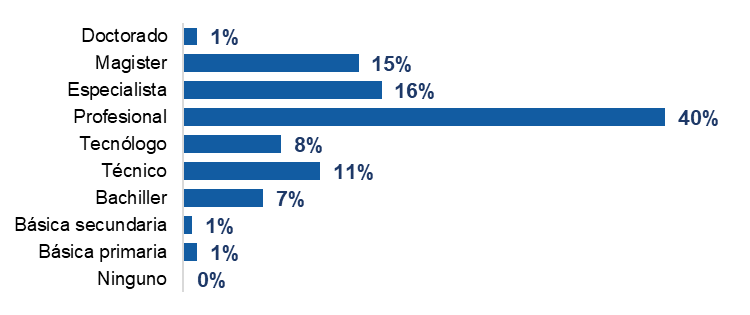 Doctorado 1%
Magister 15%
Especialista 16%
Profesional 40%
Tecnólogo 8%
Técnico 11%
Bachiller 7%
Básica secundaria 1%
Básica primaria 1%
Ninguno 0%